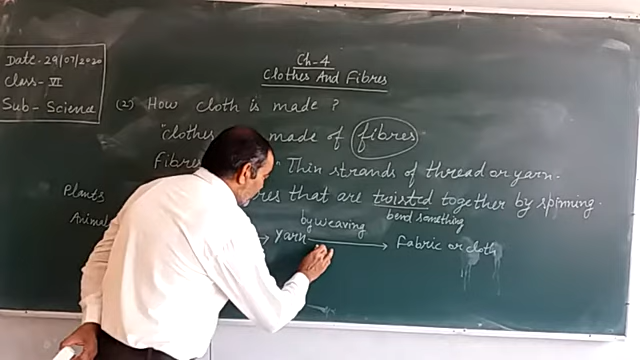 Date- 29/07/2020
Class- VI
Sub- Science
Ch-4
Clothes And Fibres
(2) How cloth is made ?
"clothes made of fibres
Fibres Thin strands of thread or yarn.
Plants that are twisted together by spinning.
Animal bend something
by weaving
yarn → Fabric or cloth